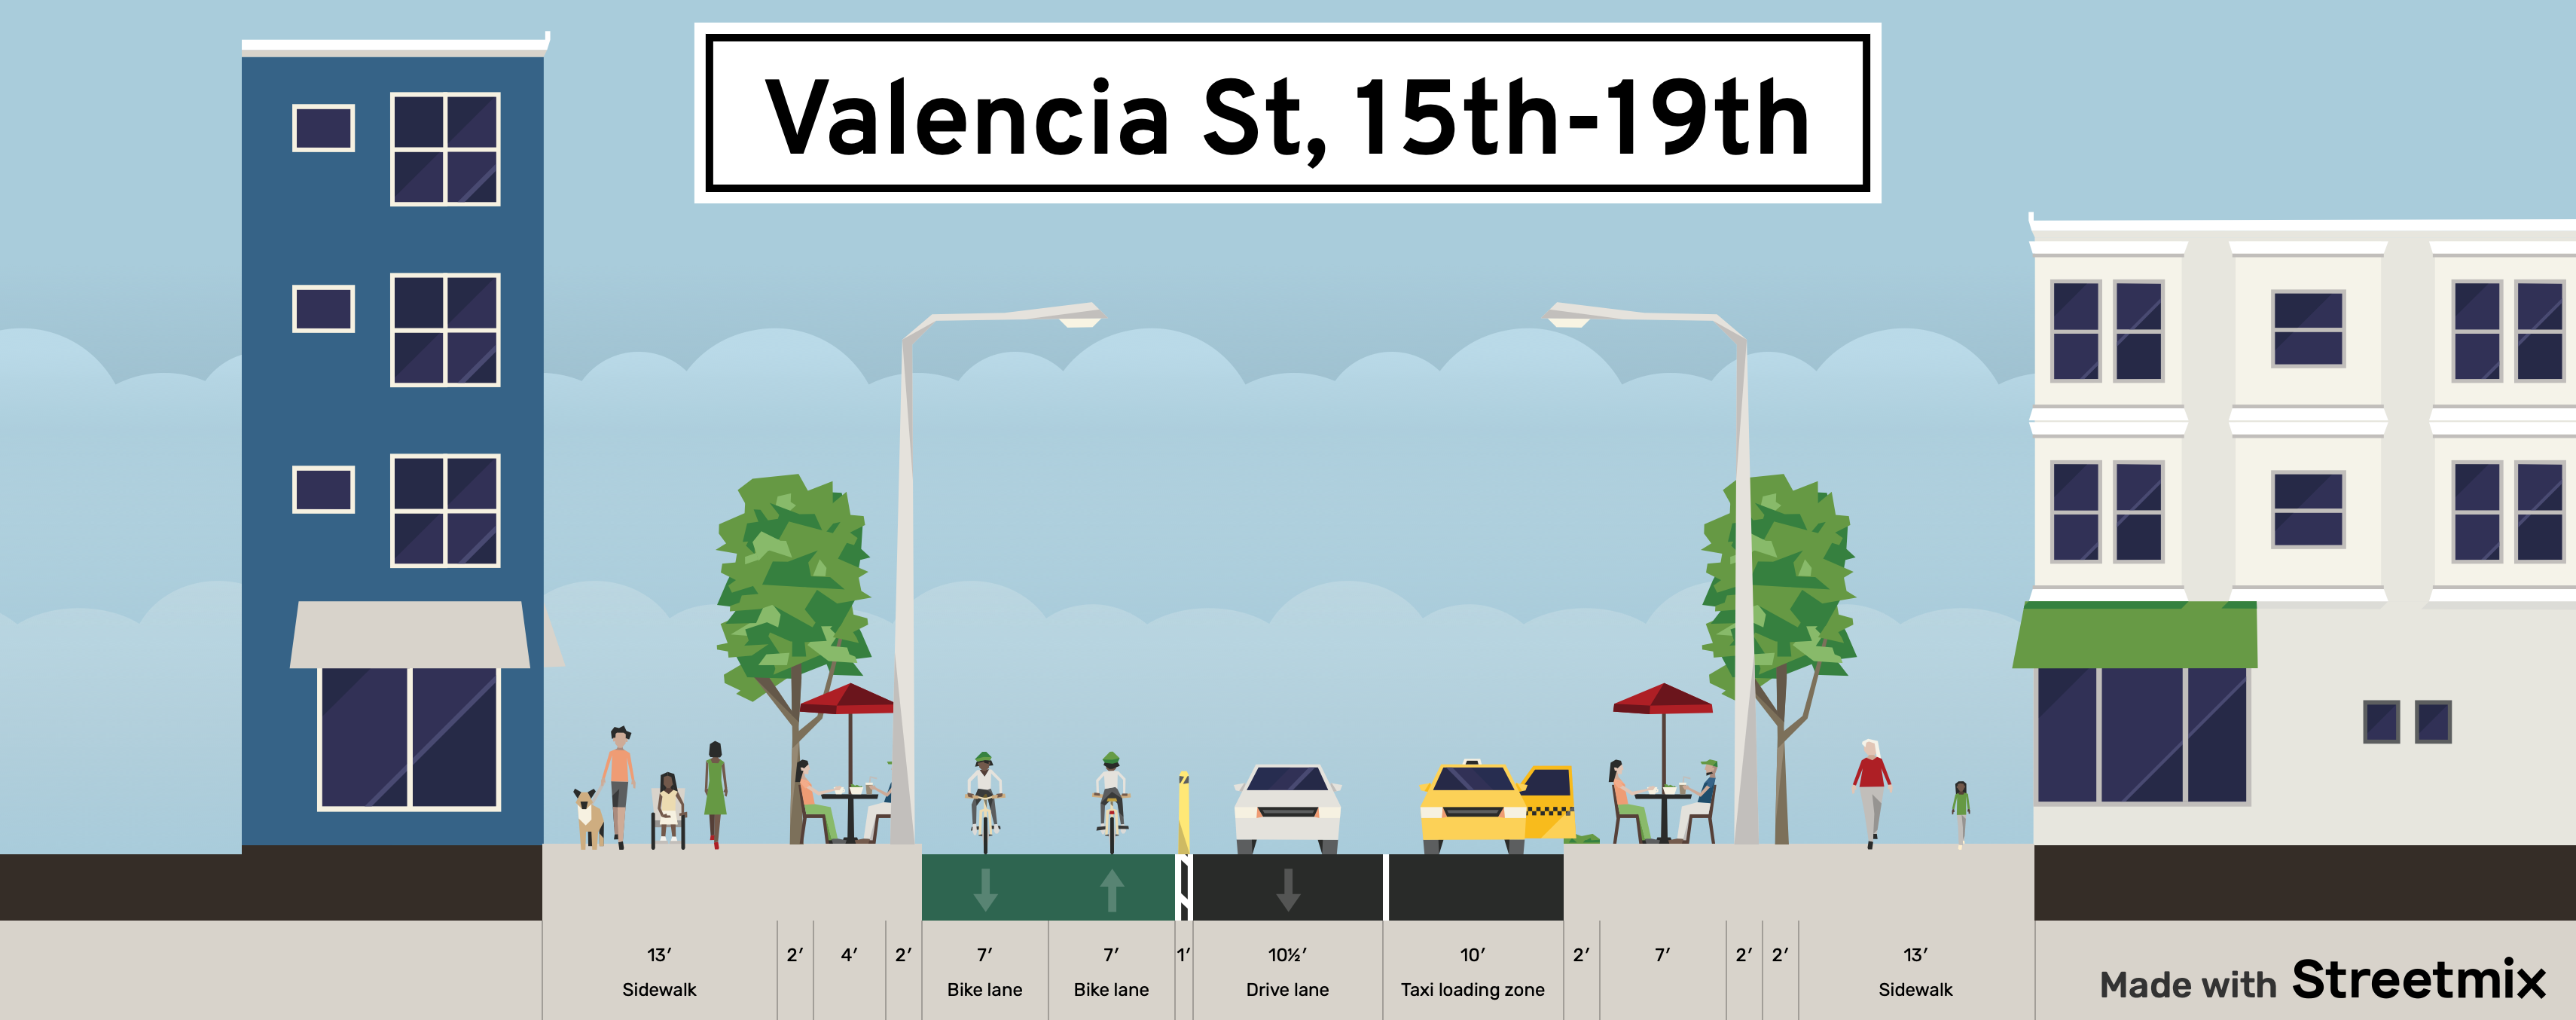 Valencia St, 15th-19th
13′ 2′ 4′ 2′ 7′ 7′ 1′ 10½′ 10′ 2′ 7′ 2′ 2′ 13′
Sidewalk Bike lane Bike lane Drive lane Taxi loading zone Sidewalk
Made with Streetmix